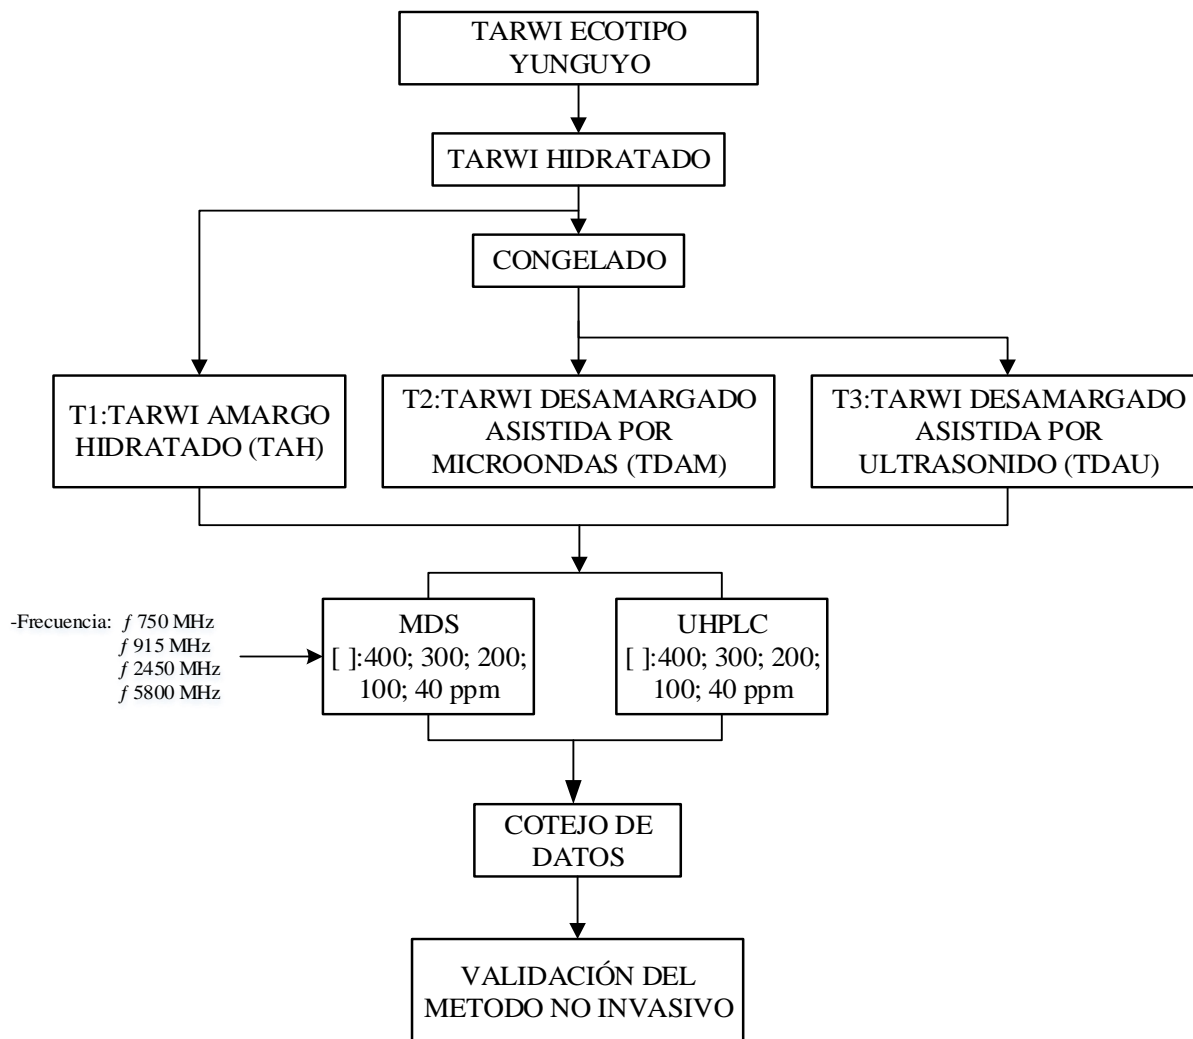 TARWI ECOTIPO
YUNGUYO
TARWI HIDRATADO
CONGELADO
T1:TARWI AMARGO
HIDRATADO (TAH)
T2:TARWI DESAMARGADO
ASISTIDA POR
MICROONDAS (TDAM)
T3:TARWI DESAMARGADO
ASISTIDA POR
ULTRASONIDO (TDAU)
-Frecuencia: ƒ 750 MHz
ƒ 915 MHz
ƒ 2450 MHz
ƒ 5800 MHz
MDS
[ ]:400; 300; 200;
100; 40 ppm
UHPLC
[ ]:400; 300; 200;
100; 40 ppm
COTEJO DE
DATOS
VALIDACIÓN DEL
METODO NO INVASIVO